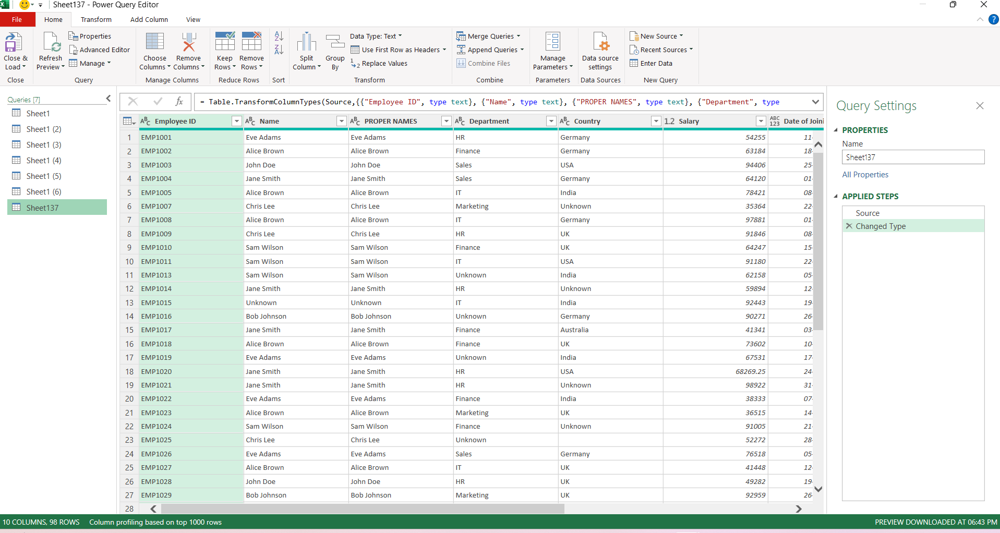 Sheet137 - Power Query Editor
File Home Transform Add Column View
Close & Load
Close
Refresh Preview
Properties
Advanced Editor
Manage
Query
Choose Columns
Remove Columns
Manage Columns
Keep Rows
Remove Rows
Reduce Rows
Sort
Split Column
Group By
Data Type: Text
Use First Row as Headers
Replace Values
Transform
Merge Queries
Append Queries
Combine Files
Combine
Manage Parameters
Parameters
Data source settings
Data Sources
New Source
Recent Sources
Enter Data
New Query
Queries [7]
Sheet1
Sheet1 (2)
Sheet1 (3)
Sheet1 (4)
Sheet1 (5)
Sheet1 (6)
Sheet137
fx = Table.TransformColumnTypes(Source,{{"Employee ID", type text}, {"Name", type text}, {"PROPER NAMES", type text}, {"Department", type
ABC Employee ID ABC Name ABC PROPER NAMES ABC Department ABC Country 1.2 Salary ABC 123 Date of Joini
1 EMP1001 Eve Adams Eve Adams HR Germany 54255 11-
2 EMP1002 Alice Brown Alice Brown Finance Germany 63184 18-
3 EMP1003 John Doe John Doe Sales USA 94406 25-
4 EMP1004 Jane Smith Jane Smith Sales Germany 64120 01-
5 EMP1005 Alice Brown Alice Brown IT India 78421 08-
6 EMP1007 Chris Lee Chris Lee Marketing Unknown 35364 22-
7 EMP1008 Alice Brown Alice Brown IT Germany 97881 01-
8 EMP1009 Chris Lee Chris Lee HR UK 91846 08-
9 EMP1010 Sam Wilson Sam Wilson Finance UK 64247 15-
10 EMP1011 Sam Wilson Sam Wilson IT USA 91180 22-
11 EMP1013 Sam Wilson Sam Wilson Unknown India 62158 05-
12 EMP1014 Jane Smith Jane Smith HR Unknown 59894 12-
13 EMP1015 Unknown Unknown IT India 92443 19-
14 EMP1016 Bob Johnson Bob Johnson Unknown Germany 90271 26-
15 EMP1017 Jane Smith Jane Smith Finance Australia 41341 03-
16 EMP1018 Alice Brown Alice Brown Finance UK 73602 10-
17 EMP1019 Eve Adams Eve Adams Unknown India 67531 17-
18 EMP1020 Jane Smith Jane Smith HR USA 68269.25 24-
19 EMP1021 Jane Smith Jane Smith HR Unknown 98922 31-
20 EMP1022 Eve Adams Eve Adams Finance India 38333 07-
21 EMP1023 Alice Brown Alice Brown Marketing UK 36515 14-
22 EMP1024 Sam Wilson Sam Wilson Finance Unknown 91005 21-
23 EMP1025 Chris Lee Chris Lee Unknown 52272 28-
24 EMP1026 Eve Adams Eve Adams Sales Germany 76518 05-
25 EMP1027 Alice Brown Alice Brown IT UK 41448 12-
26 EMP1028 John Doe John Doe HR UK 49282 19-
27 EMP1029 Bob Johnson Bob Johnson Marketing UK 92959 26-
28
Query Settings
PROPERTIES
Name
Sheet137
All Properties
APPLIED STEPS
Source
Changed Type
10 COLUMNS, 98 ROWS Column profiling based on top 1000 rows PREVIEW DOWNLOADED AT 06:43 PM